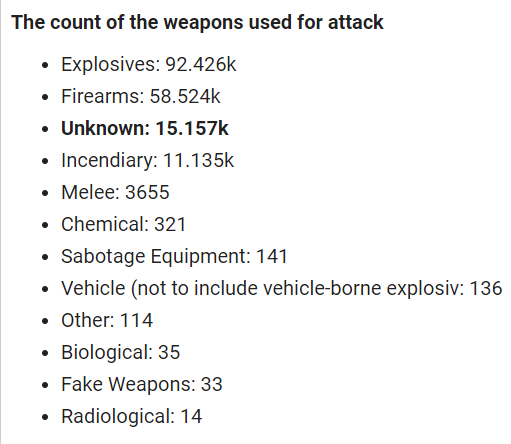 The count of the weapons used for attack
• Explosives: 92.426k
• Firearms: 58.524k
• Unknown: 15.157k
• Incendiary: 11.135k
• Melee: 3655
• Chemical: 321
• Sabotage Equipment: 141
• Vehicle (not to include vehicle-borne explosiv: 136
• Other: 114
• Biological: 35
• Fake Weapons: 33
• Radiological: 14